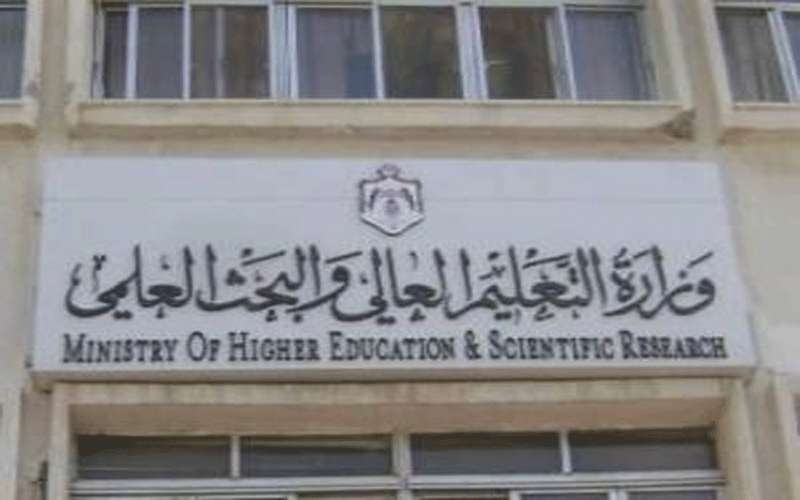 وزارة التعليم العالي والبحث العلمي
MINISTRY OF HIGHER EDUCATION & SCIENTIFIC RESEARCH